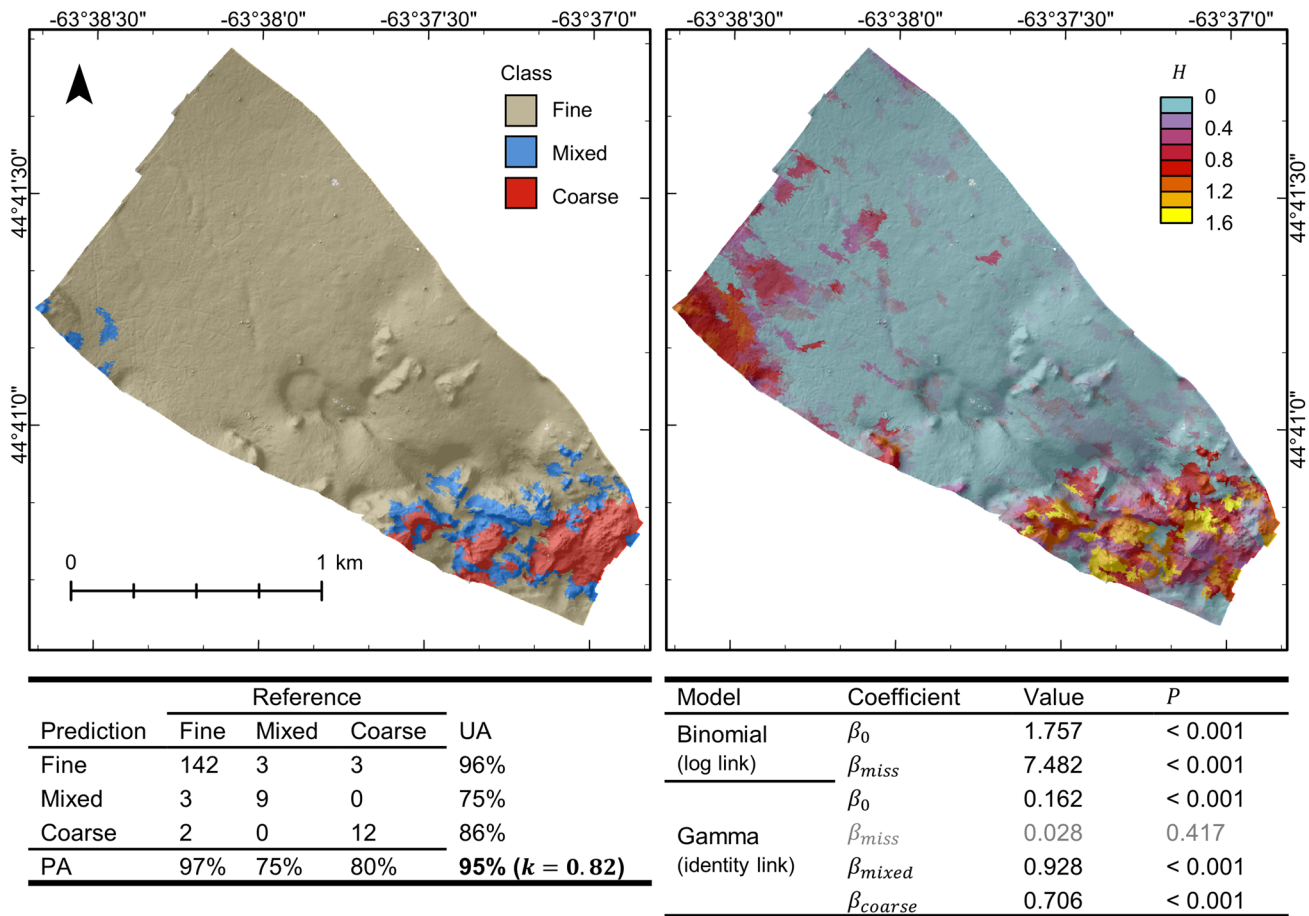 -63°38'30" -63°38'0" -63°37'30" -63°37'0"
-63°38'30" -63°38'0" -63°37'30" -63°37'0"
Class
Fine
Mixed
Coarse
H
0
0.4
0.8
1.2
1.6
44°41'30"
44°41'0"
44°41'30"
44°41'0"
0 1 km
Reference
Prediction Fine Mixed Coarse UA
Fine 142 3 3 96%
Mixed 3 9 0 75%
Coarse 2 0 12 86%
PA 97% 75% 80% 95% (k = 0.82)
Model Coefficient Value P
Binomial (log link) β0 1.757 < 0.001
βmiss 7.482 < 0.001
β0 0.162 < 0.001
Gamma (identity link) βmiss 0.028 0.417
βmixed 0.928 < 0.001
βcoarse 0.706 < 0.001